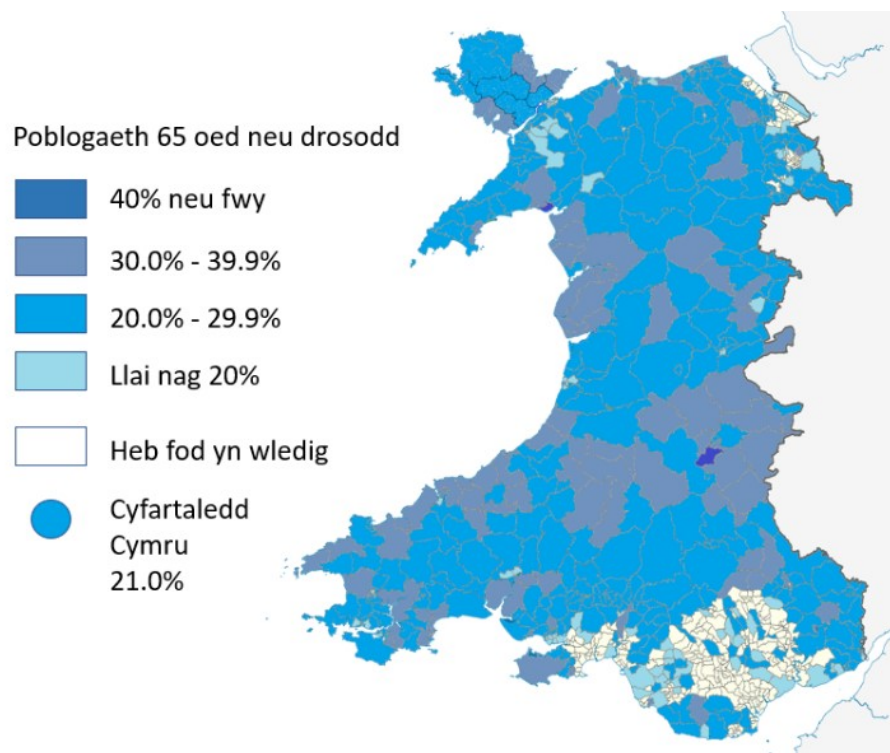 Poblogaeth 65 oed neu drosodd
40% neu fwy
30.0% - 39.9%
20.0% - 29.9%
Llai nag 20%
Heb fod yn wledig
Cyfartaledd
Cymru
21.0%